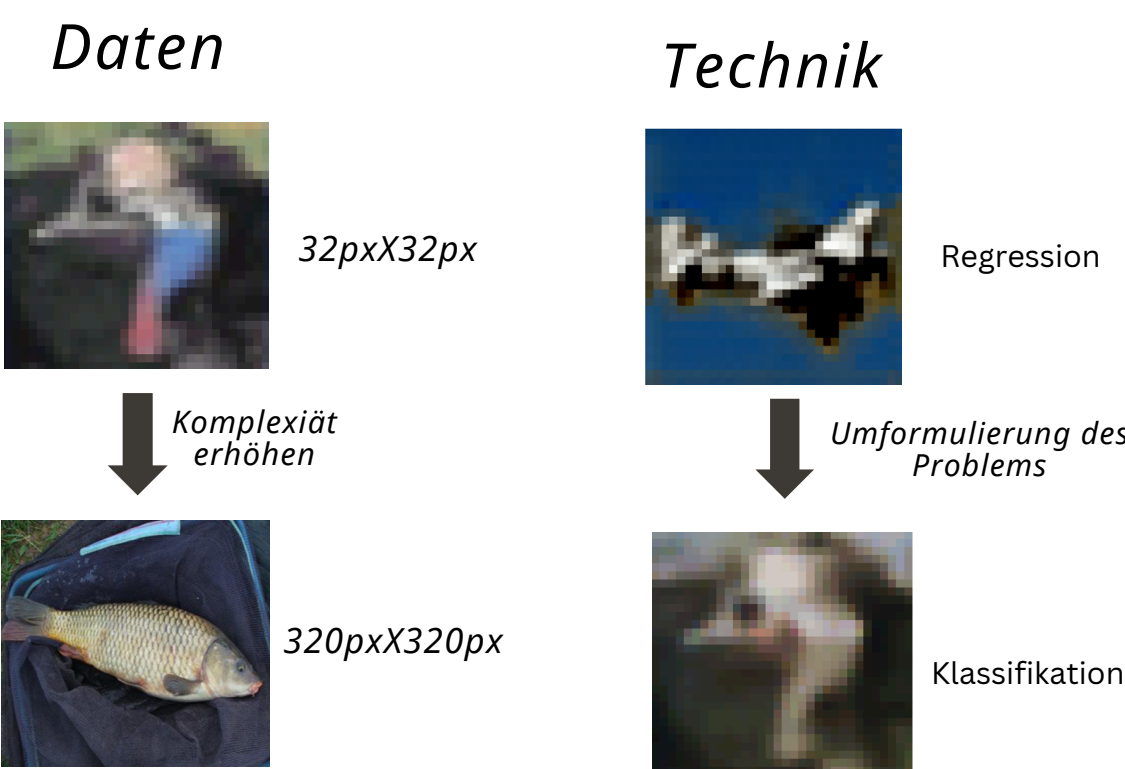 Daten
32pxX32px
Komplexiät
erhöhen
320pxX320px
Technik
Regression
Umformulierung des
Problems
Klassifikation